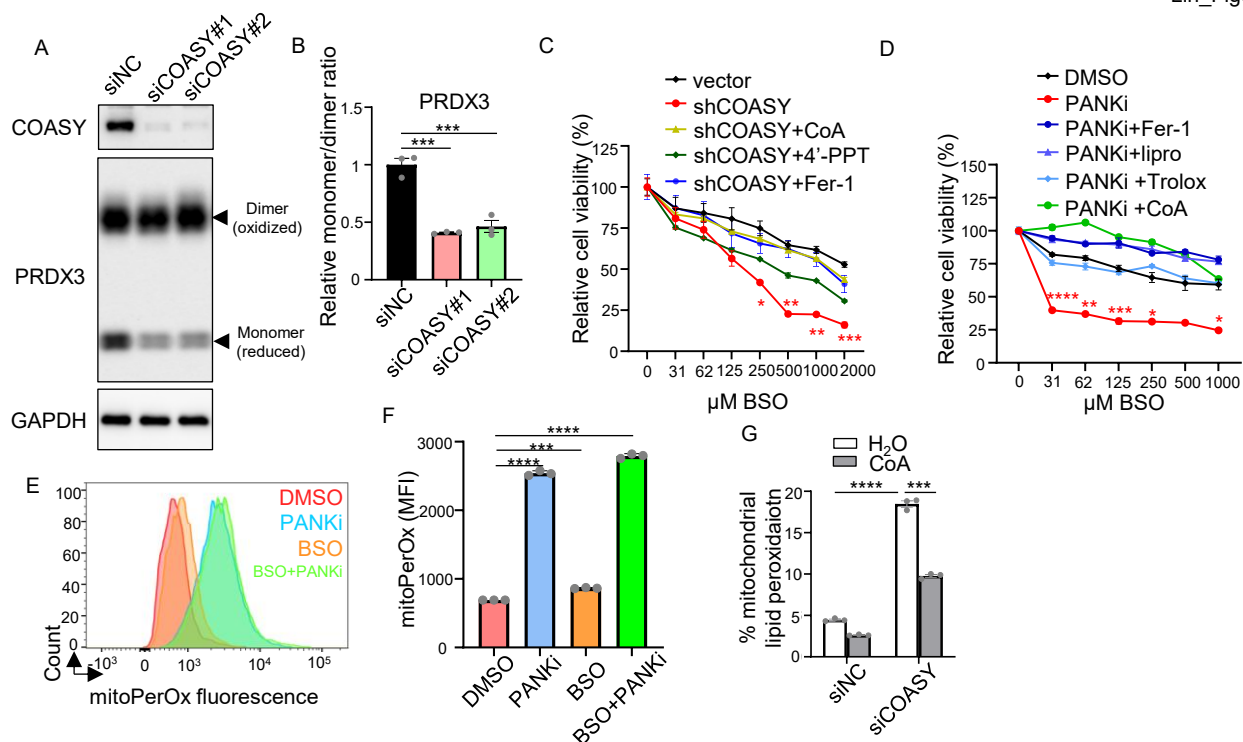 A
siNC
siCOASY#1
siCOASY#2
COASY
PRDX3
Dimer
(oxidized)
Monomer
(reduced)
GAPDH
B
PRDX3
Relative monomer/dimer ratio
1.5
1
0.5
0
***
***
siNC
siCOASY#1
siCOASY#2
C
vector
shCOASY
shCOASY+CoA
shCOASY+4'-PPT
shCOASY+Fer-1
Relative cell viability (%)
125
100
75
50
25
0
*
**
**
***
0 31 62 125 250 500 1000 2000
µM BSO
D
DMSO
PANKi
PANKi+Fer-1
PANKi+lipro
PANKi +Trolox
PANKi +CoA
Relative cell viability (%)
150
125
100
75
50
25
0
****
**
***
*
*
0 31 62 125 250 500 1000
µM BSO
E
DMSO
PANKi
BSO
BSO+PANKi
100
80
60
40
20
0
Count
-10³ 0 10³ 10⁴ 10⁵
mitoPerOx fluorescence
F
mitoPerOx (MFI)
3000
2000
1000
0
****
***
****
DMSO
PANKi
BSO
BSO+PANKi
G
H₂O
CoA
% mitochondrial
lipid peroxidaiotn
20
15
10
5
0
****
***
siNC
siCOASY